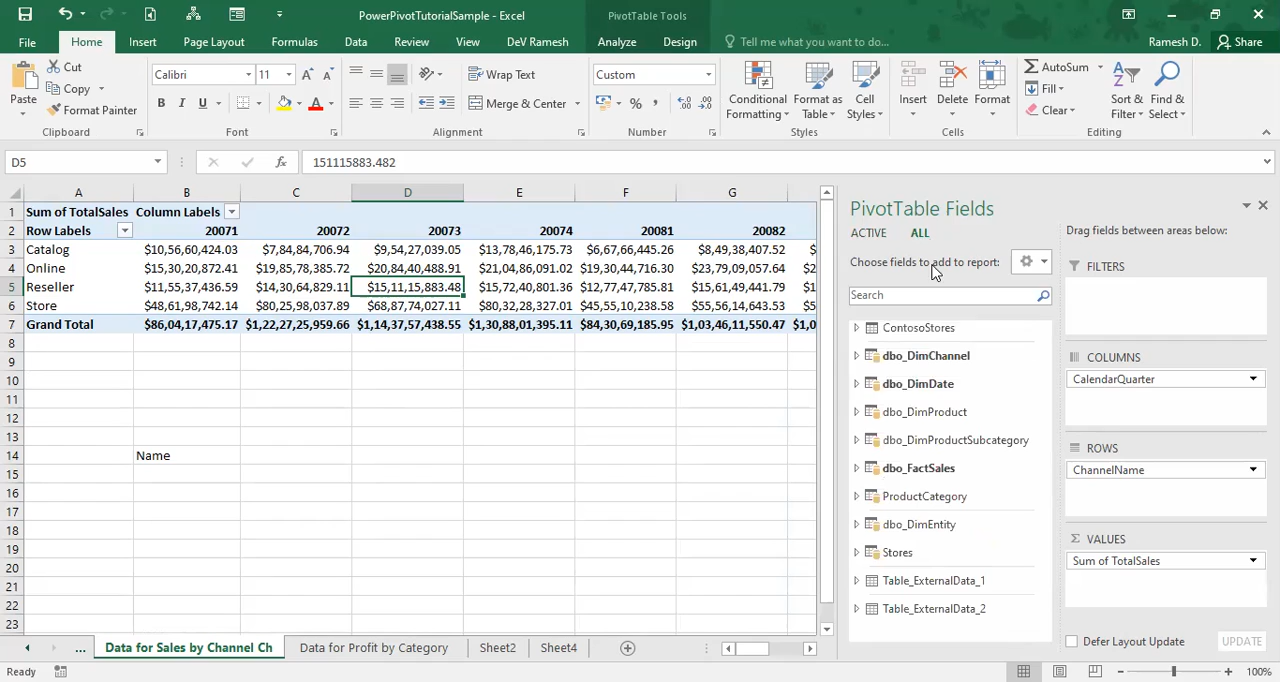 PowerPivotTutorialSample - Excel
PivotTable Tools
File Home Insert Page Layout Formulas Data Review View DeV Ramesh Analyze Design Tell me what you want to do... Ramesh D. Share
Paste
Cut
Copy
Format Painter
Clipboard
Calibri 11
B I U
Font
Wrap Text
Merge & Center
Alignment
Custom
%
Number
Conditional Formatting
Format as Table
Cell Styles
Styles
Insert Delete Format
Cells
AutoSum
Fill
Clear
Sort & Filter
Find & Select
Editing
D5 fx 151115883.482
A B C D E F G
1 Sum of TotalSales Column Labels
2 Row Labels 20071 20072 20073 20074 20081 20082
3 Catalog $10,56,60,424.03 $7,84,84,706.94 $9,54,27,039.05 $13,78,46,175.73 $6,67,66,445.26 $8,49,38,407.52 $
4 Online $15,30,20,872.41 $19,85,78,385.72 $20,84,40,488.91 $21,04,86,091.02 $19,30,44,716.30 $23,79,09,057.64 $2
5 Reseller $11,55,37,436.59 $14,30,64,829.11 $15,11,15,883.48 $15,72,40,801.36 $12,77,47,785.81 $15,61,49,441.79 $1
6 Store $48,61,98,742.14 $80,25,98,037.89 $68,87,74,027.11 $80,32,28,327.01 $45,55,10,238.58 $55,56,14,643.53 $5
7 Grand Total $86,04,17,475.17 $1,22,27,25,959.66 $1,14,37,57,438.55 $1,30,88,01,395.11 $84,30,69,185.95 $1,03,46,11,550.47 $1,0
8
9
10
11
12
13
14 Name
15
16
17
18
19
20
21
22
23
PivotTable Fields
ACTIVE ALL
Choose fields to add to report:
Search
ContosoStores
dbo_DimChannel
dbo_DimDate
dbo_DimProduct
dbo_DimProductSubcategory
dbo_FactSales
ProductCategory
dbo_DimEntity
Stores
Table_ExternalData_1
Table_ExternalData_2
Drag fields between areas below:
FILTERS
COLUMNS
CalendarQuarter
ROWS
ChannelName
Σ VALUES
Sum of TotalSales
Defer Layout Update UPDATE
... Data for Sales by Channel Ch Data for Profit by Category Sheet2 Sheet4
Ready 100%